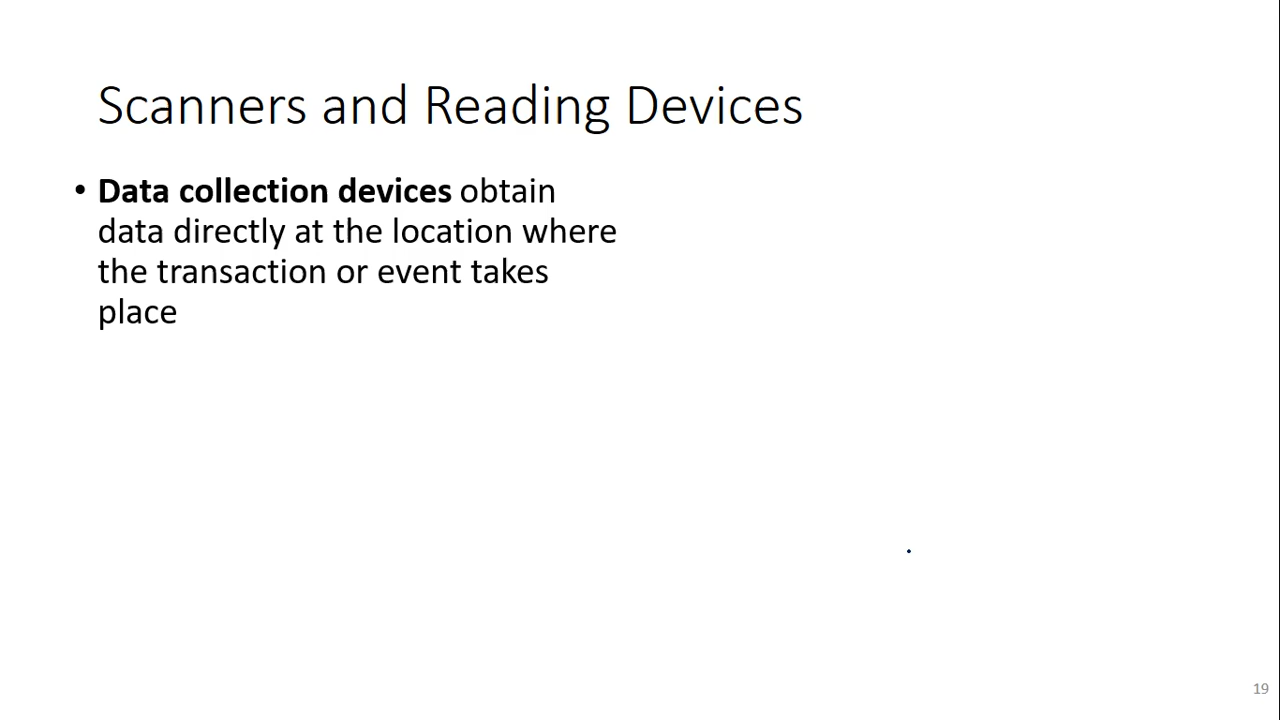 Scanners and Reading Devices
• Data collection devices obtain
data directly at the location where
the transaction or event takes
place
19